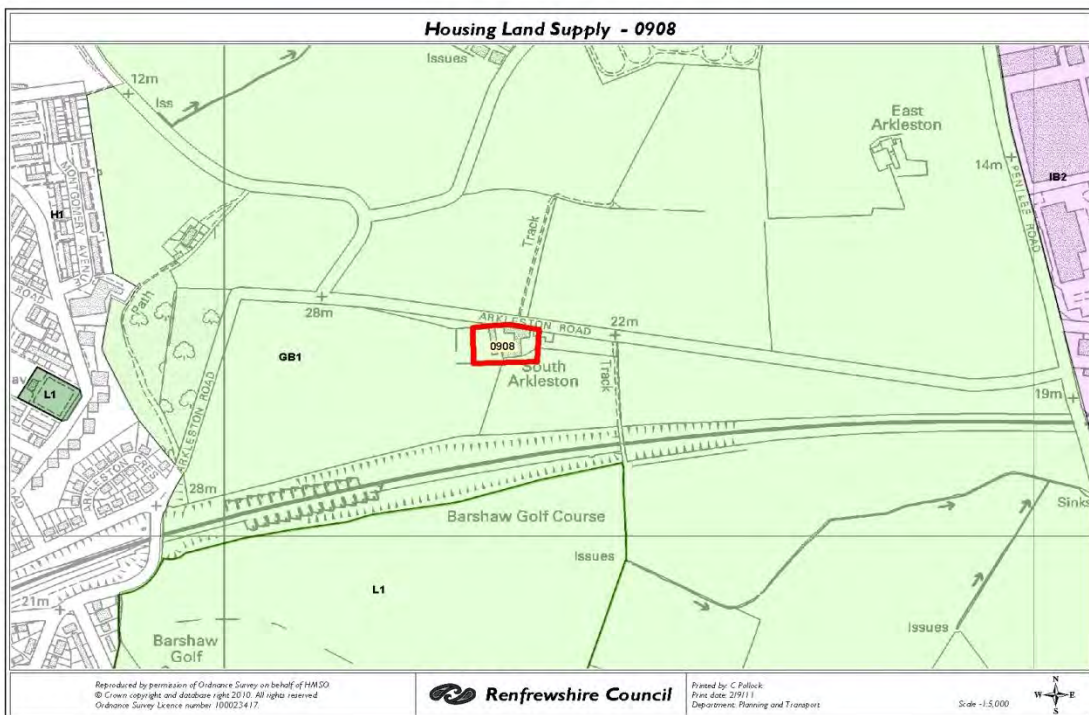 Housing Land Supply - 0908
Issues
12m
Iss
East
Arkleston
14m
IB2
PENILEE ROAD
H1
MONTGOMERY AVENUE
ROAD
Track
Path
28m
ARKLESTON ROAD
22m
0908
GB1
South
Arkleston
Track
19m
L1
ARKLESTON ROAD
ARKLESTON CRES
28m
Barshaw Golf Course
Sinks
Issues
L1
21m
Issues
Barshaw
Golf
Reproduced by permission of Ordnance Survey on behalf of HMSO.
© Crown copyright and database right 2010. All rights reserved
Ordnance Survey Licence number 100023417.
Renfrewshire Council
Printed by: C Pollock
Print date: 2/9/11
Department: Planning and Transport
Scale -1:5,000
N
W E
S